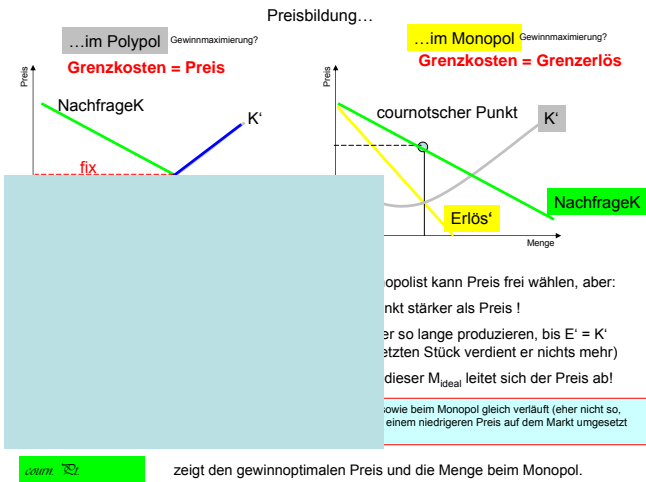 Preisbildung…
…im Polypol Gewinnmaximierung?
Grenzkosten = Preis
Preis
NachfrageK
K‘
fix
…im Monopol Gewinnmaximierung?
Grenzkosten = Grenzerlös
Preis
cournotscher Punkt
K‘
NachfrageK
Erlös‘
Menge
opolist kann Preis frei wählen, aber:
nkt stärker als Preis !
er so lange produzieren, bis E‘ = K‘
etzten Stück verdient er nichts mehr)
dieser Mideal leitet sich der Preis ab!
sowie beim Monopol gleich verläuft (eher nicht so,
einem niedrigeren Preis auf dem Markt umgesetzt
courn. Pt.
zeigt den gewinnoptimalen Preis und die Menge beim Monopol.